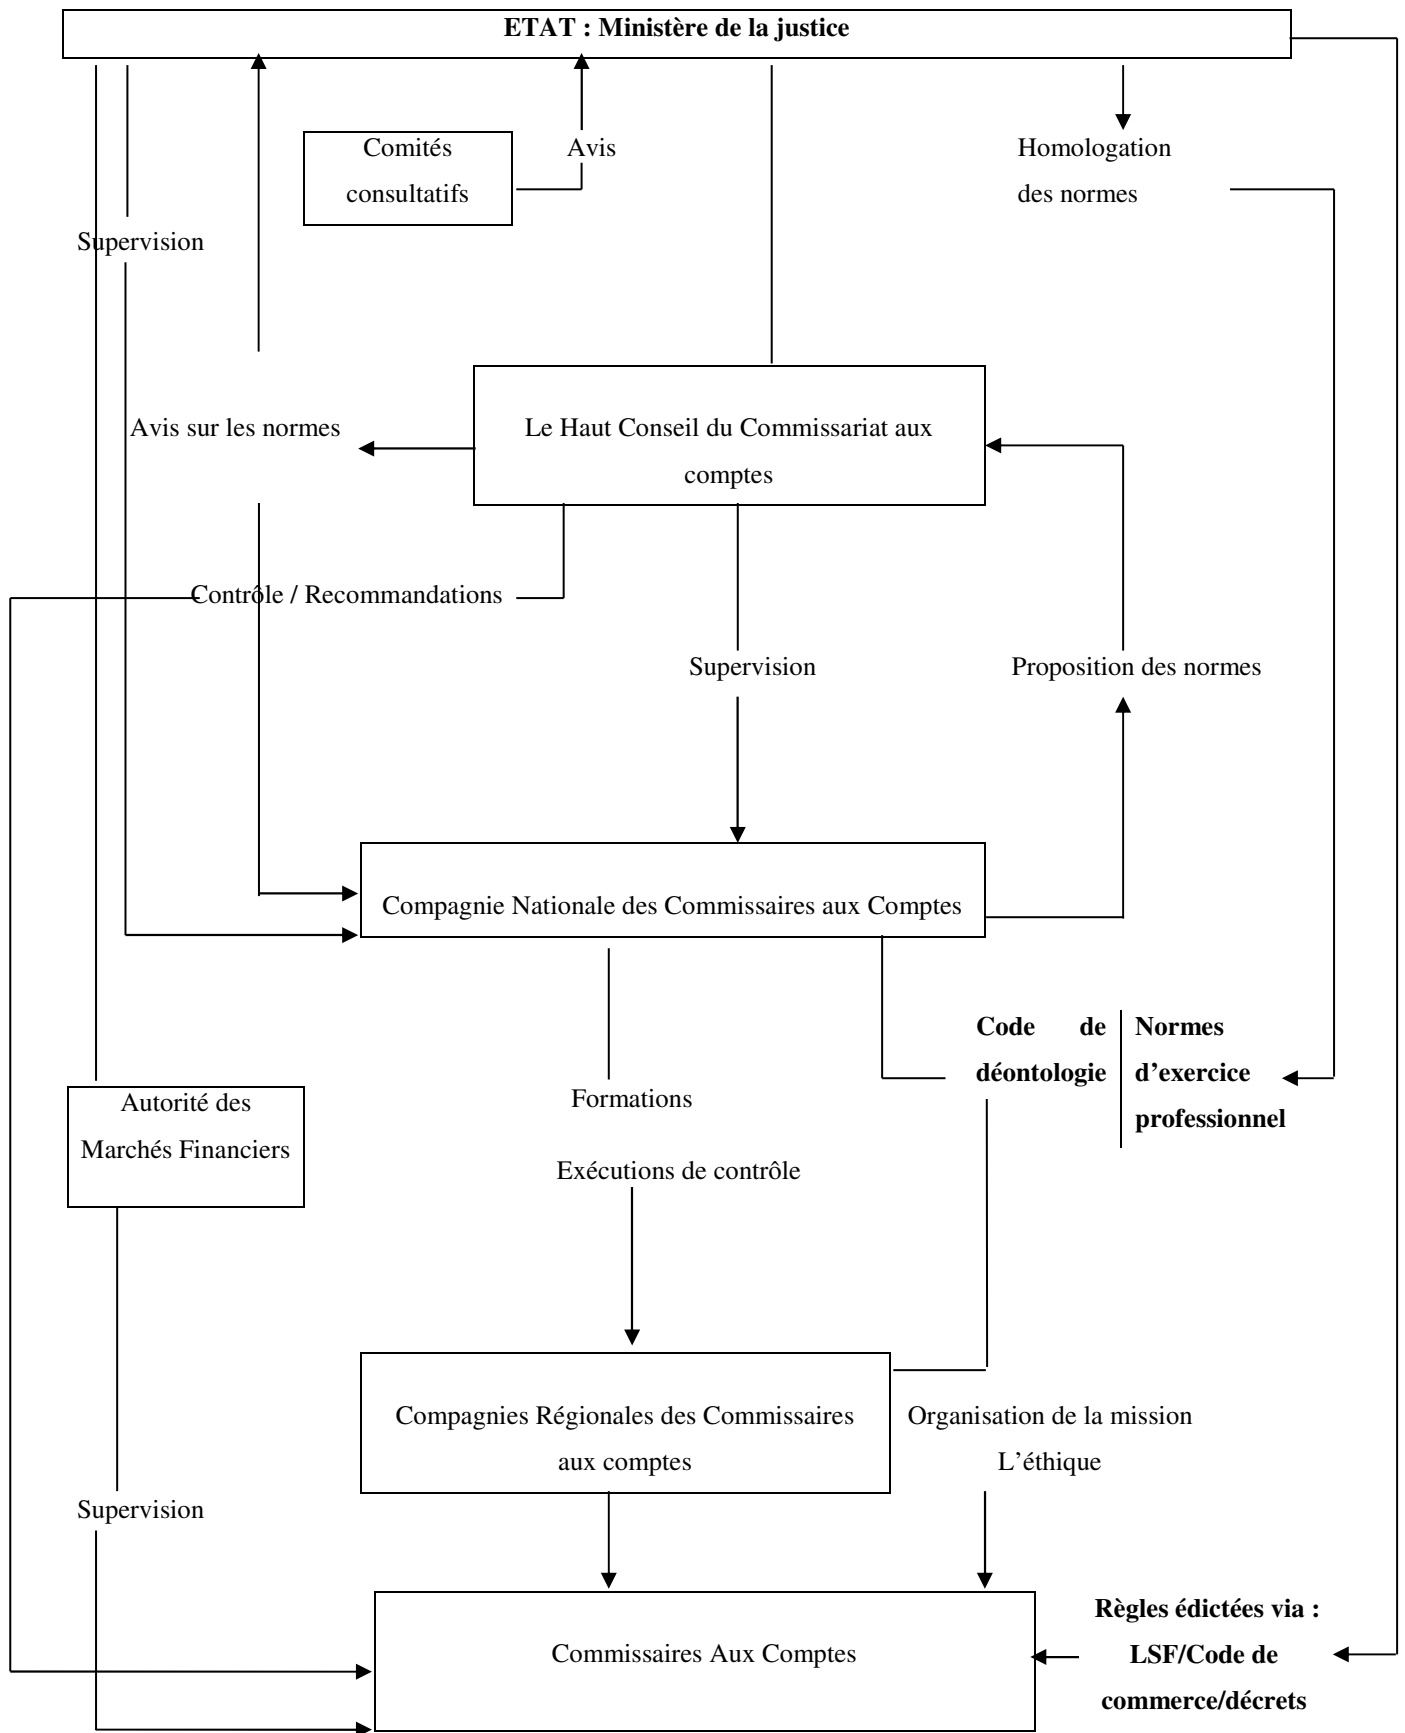 ETAT : Ministère de la justice
Comités
consultatifs
Avis
Homologation
des normes
Supervision
Avis sur les normes
Le Haut Conseil du Commissariat aux
comptes
Contrôle / Recommandations
Supervision
Proposition des normes
Compagnie Nationale des Commissaires aux Comptes
Code de
déontologie
Normes
d’exercice
professionnel
Autorité des
Marchés Financiers
Formations
Exécutions de contrôle
Compagnies Régionales des Commissaires
aux comptes
Organisation de la mission
L’éthique
Supervision
Commissaires Aux Comptes
Règles édictées via :
LSF/Code de
commerce/décrets